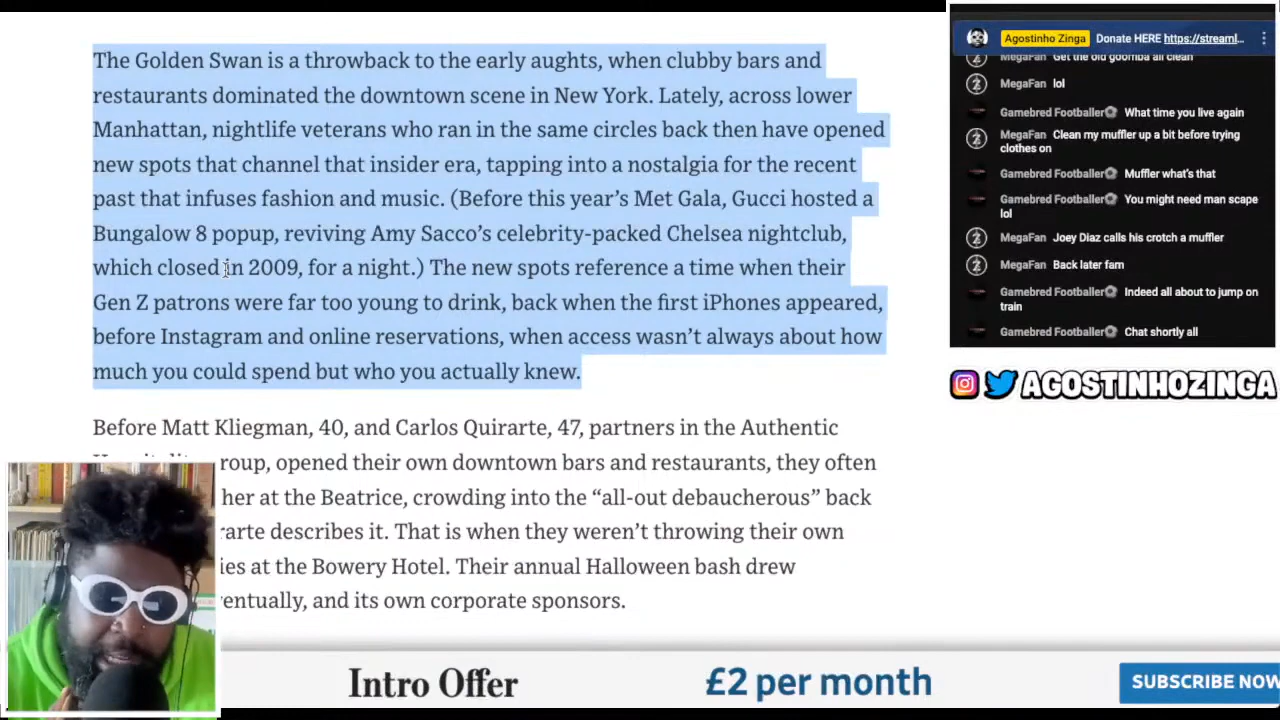 The Golden Swan is a throwback to the early aughts, when clubby bars and
restaurants dominated the downtown scene in New York. Lately, across lower
Manhattan, nightlife veterans who ran in the same circles back then have opened
new spots that channel that insider era, tapping into a nostalgia for the recent
past that infuses fashion and music. (Before this year’s Met Gala, Gucci hosted a
Bungalow 8 popup, reviving Amy Sacco’s celebrity-packed Chelsea nightclub,
which closed in 2009, for a night.) The new spots reference a time when their
Gen Z patrons were far too young to drink, back when the first iPhones appeared,
before Instagram and online reservations, when access wasn’t always about how
much you could spend but who you actually knew.
Before Matt Kliegman, 40, and Carlos Quirarte, 47, partners in the Authentic
roup, opened their own downtown bars and restaurants, they often
her at the Beatrice, crowding into the “all-out debaucherous” back
rarte describes it. That is when they weren’t throwing their own
ies at the Bowery Hotel. Their annual Halloween bash drew
entually, and its own corporate sponsors.
Intro Offer
£2 per month
SUBSCRIBE NOW
Agostinho Zinga Donate HERE https://streaml...
MegaFan Get the old goomba all clean
MegaFan lol
Gamebred Footballer What time you live again
MegaFan Clean my muffler up a bit before trying
clothes on
Gamebred Footballer Muffler what's that
Gamebred Footballer You might need man scape
lol
MegaFan Joey Diaz calls his crotch a muffler
MegaFan Back later fam
Gamebred Footballer Indeed all about to jump on
train
Gamebred Footballer Chat shortly all
AGOSTINHOZINGA